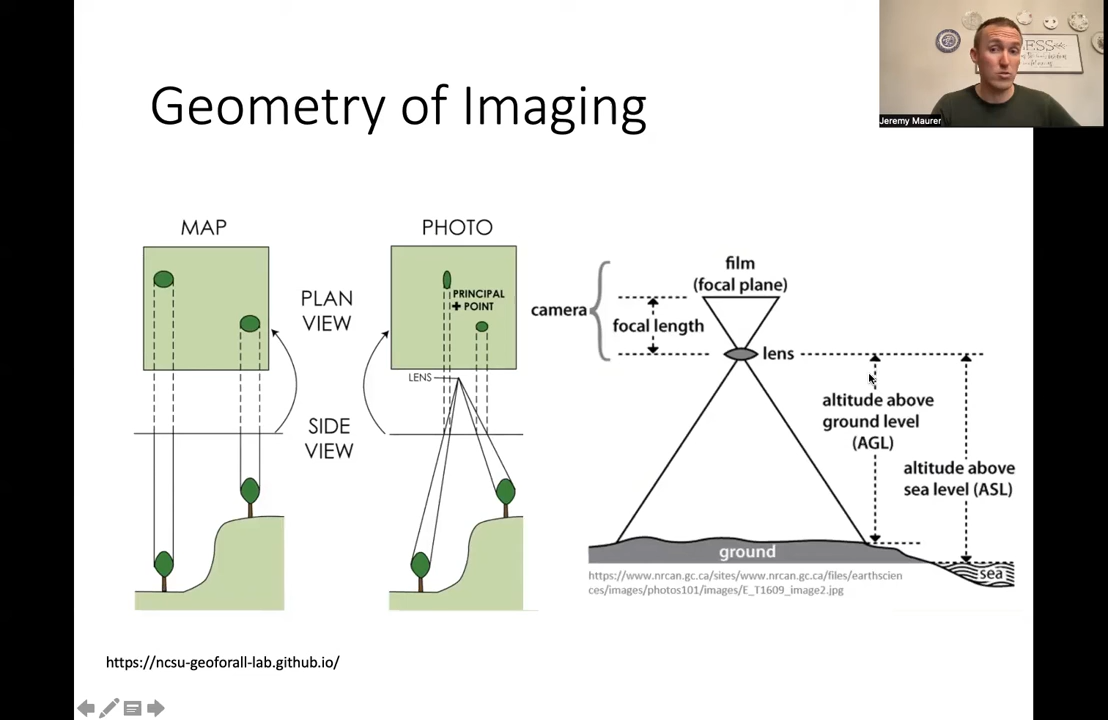 Geometry of Imaging
Jeremy Maurer
MAP
PHOTO
PLAN
VIEW
SIDE
VIEW
PRINCIPAL
POINT
LENS
film
(focal plane)
camera
focal length
lens
altitude above
ground level
(AGL)
altitude above
sea level (ASL)
ground
sea
https://www.nrcan.gc.ca/sites/www.nrcan.gc.ca/files/earthscien
ces/images/photos101/images/E_T1609_image2.jpg
https://ncsu-geoforall-lab.github.io/